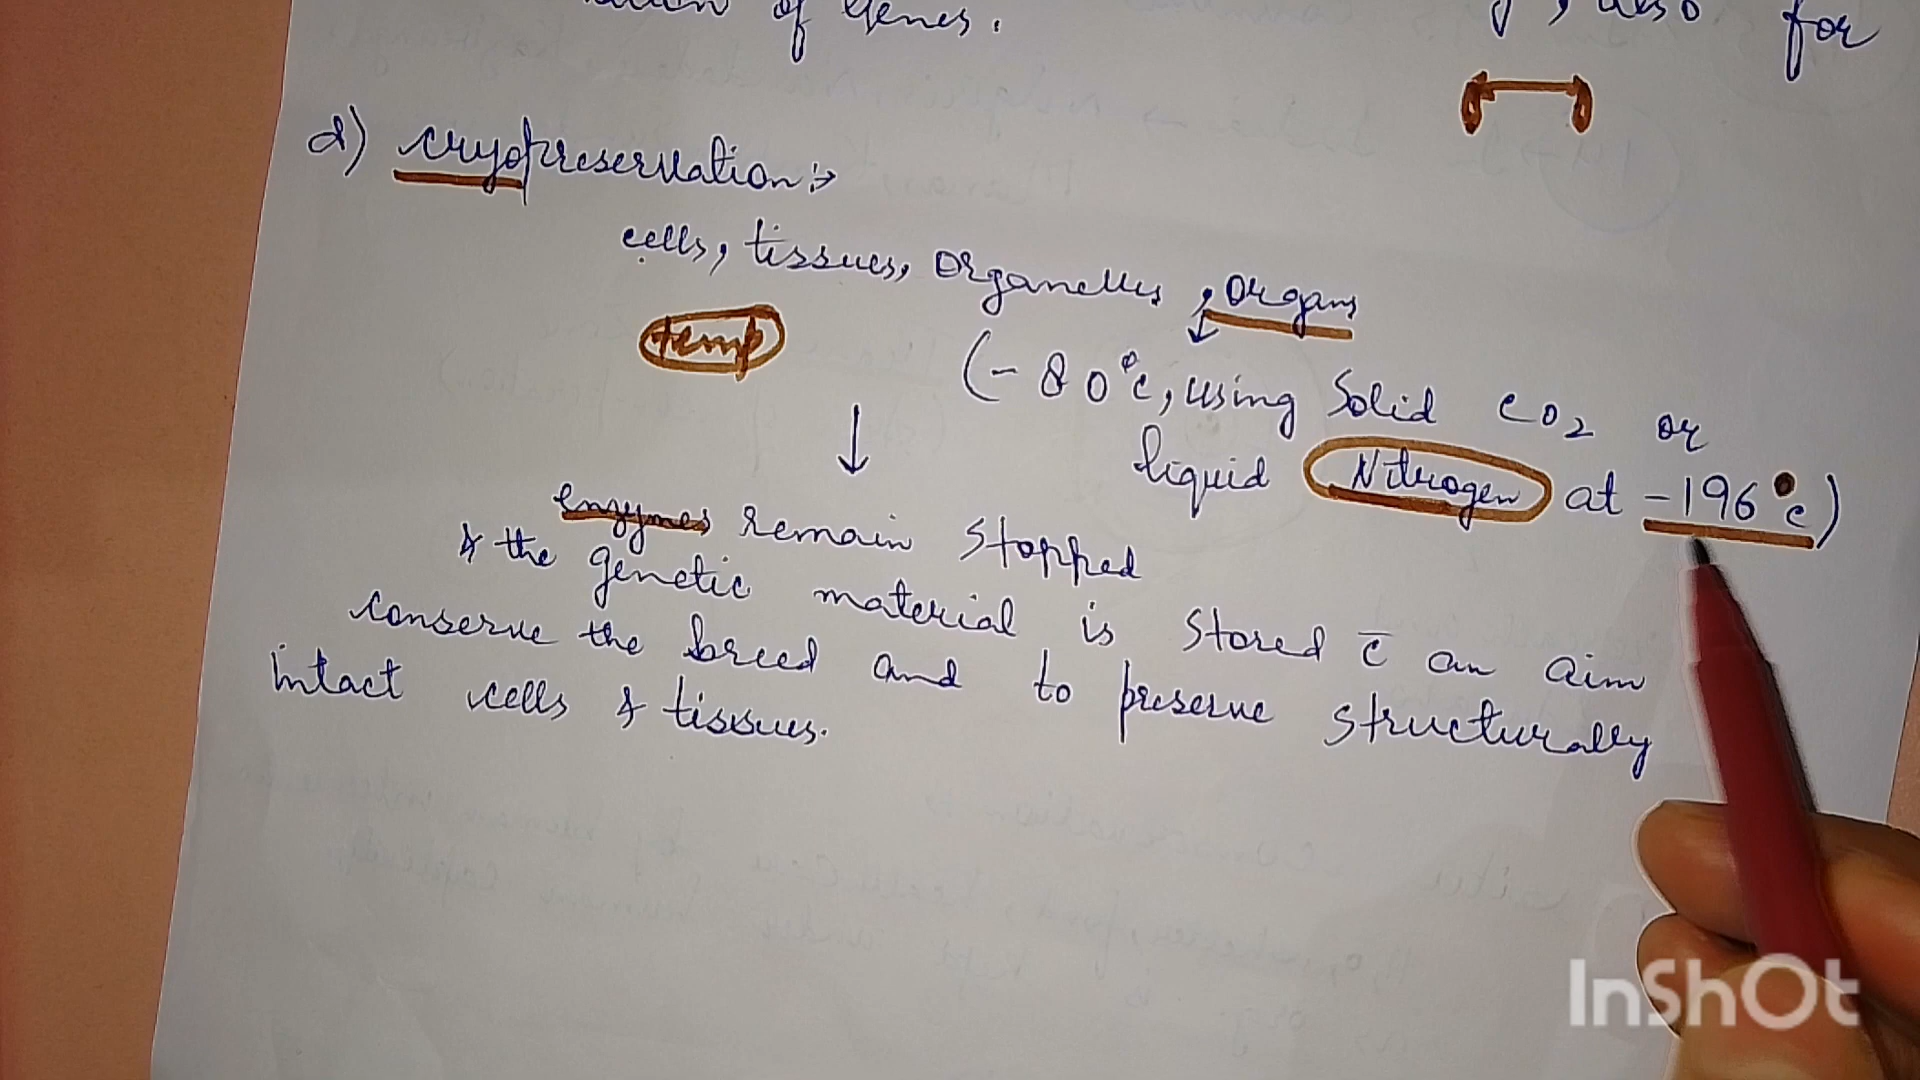 of Genes. , also for
d) cryopreservation :→
cells, tissues, organelles, organs
temp
(- 80°c, using Solid CO2 or
liquid Nitrogen at -196°c)
enzymes remain stopped
& the genetic material is stored c̄ an aim
conserve the breed and to preserve structurally
intact cells & tissues.
InShOt